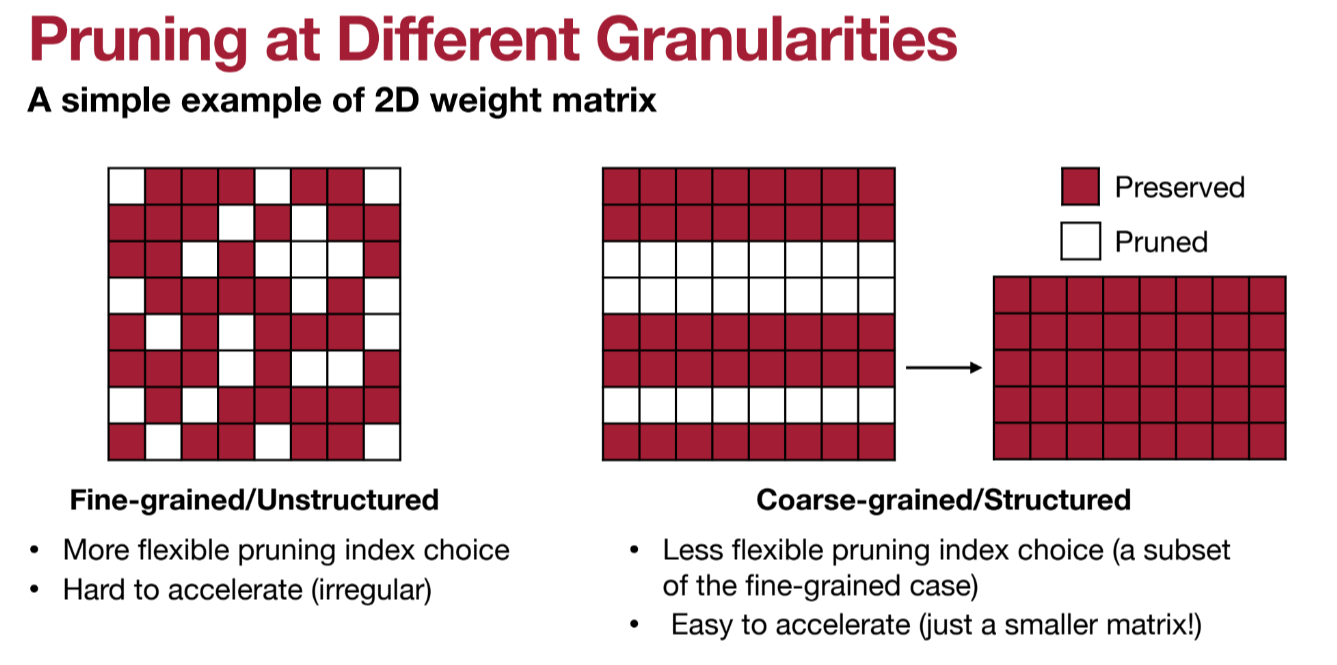 Pruning at Different Granularities
A simple example of 2D weight matrix
Preserved
Pruned
Fine-grained/Unstructured
• More flexible pruning index choice
• Hard to accelerate (irregular)
Coarse-grained/Structured
• Less flexible pruning index choice (a subset
of the fine-grained case)
• Easy to accelerate (just a smaller matrix!)